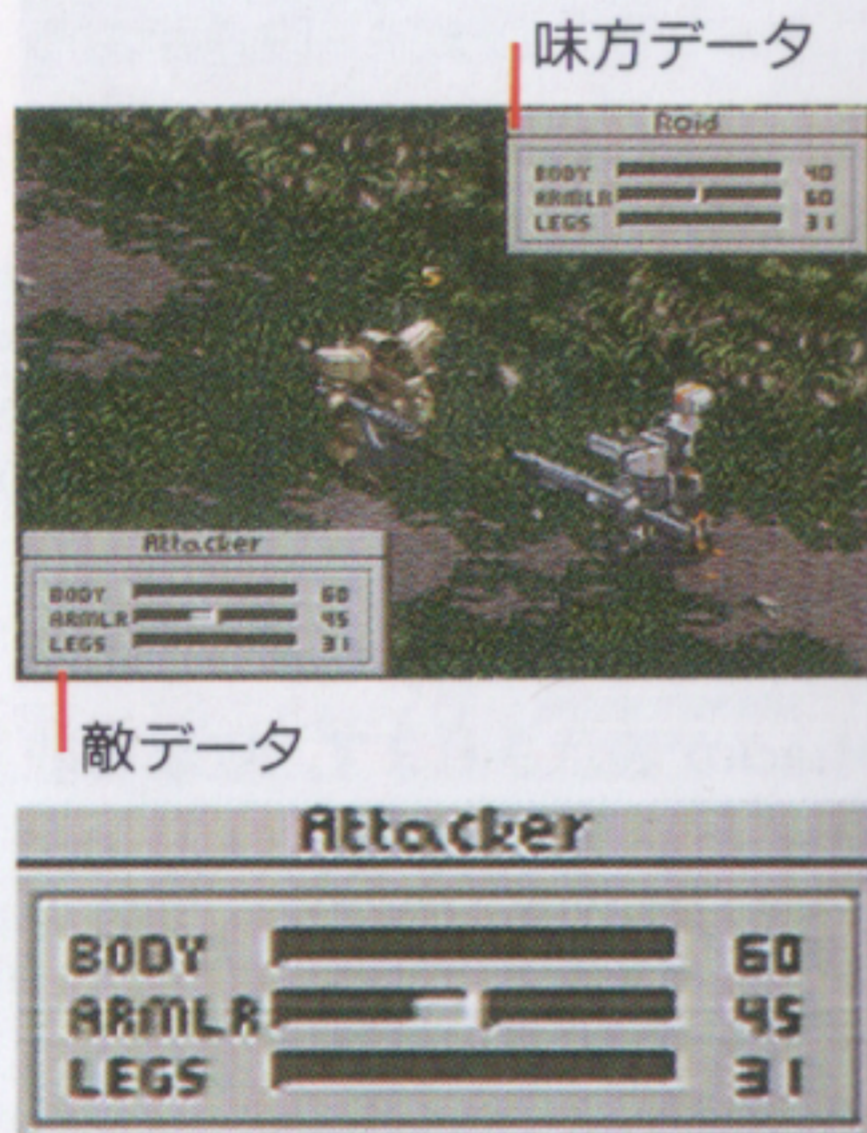 味方データ
Roid
BODY 40
ARMLR 60
LEGS 31
5
Attacker
BODY 60
ARMLR 45
LEGS 31
敵データ
Attacker
BODY 60
ARMLR 45
LEGS 31